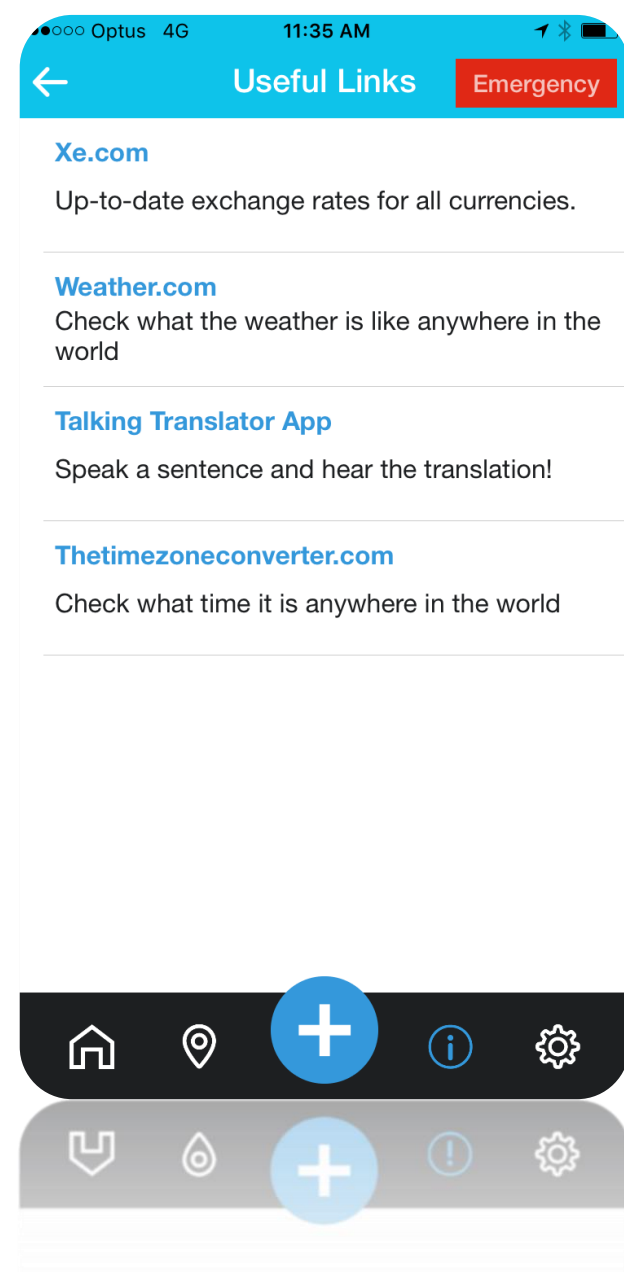 Optus 4G 11:35 AM
Useful Links Emergency
Xe.com
Up-to-date exchange rates for all currencies.
Weather.com
Check what the weather is like anywhere in the
world
Talking Translator App
Speak a sentence and hear the translation!
Thetimezoneconverter.com
Check what time it is anywhere in the world